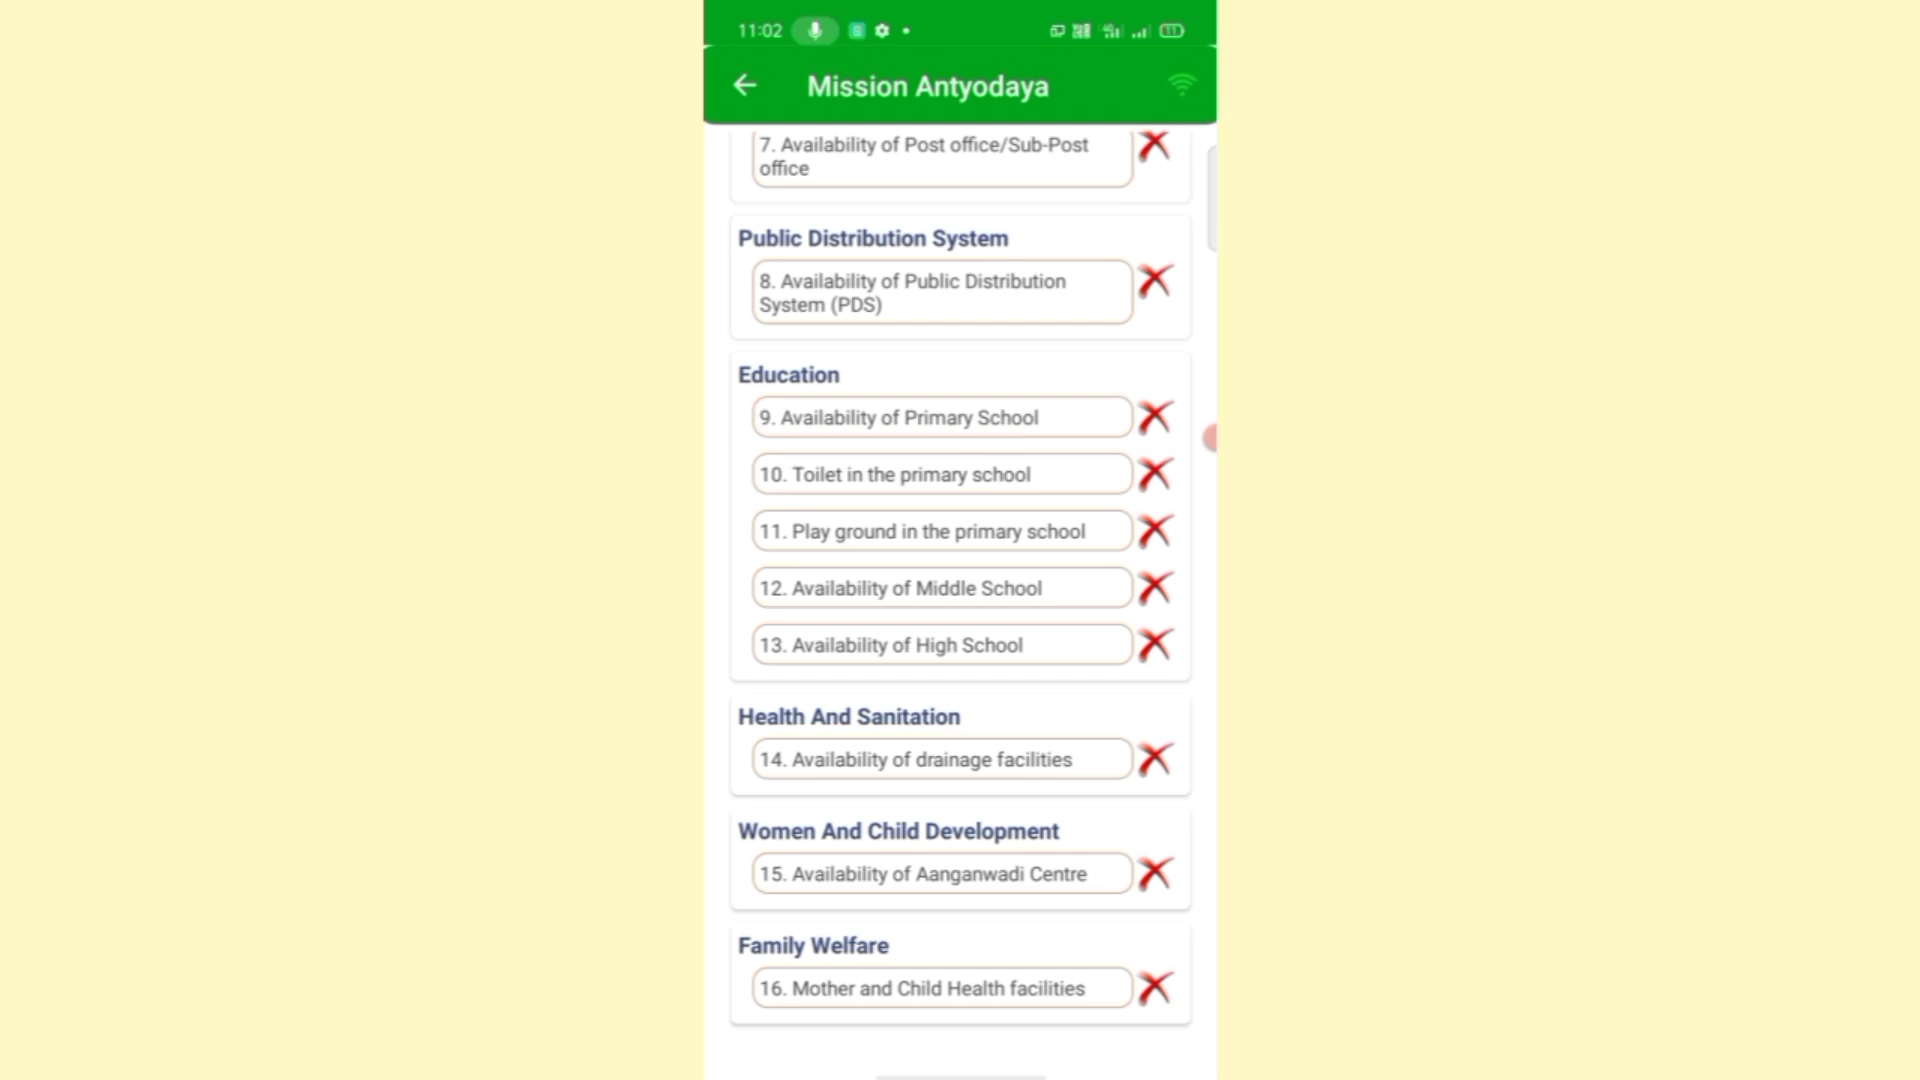 11:02
Mission Antyodaya
7. Availability of Post office/Sub-Post
office
Public Distribution System
8. Availability of Public Distribution
System (PDS)
Education
9. Availability of Primary School
10. Toilet in the primary school
11. Play ground in the primary school
12. Availability of Middle School
13. Availability of High School
Health And Sanitation
14. Availability of drainage facilities
Women And Child Development
15. Availability of Aanganwadi Centre
Family Welfare
16. Mother and Child Health facilities